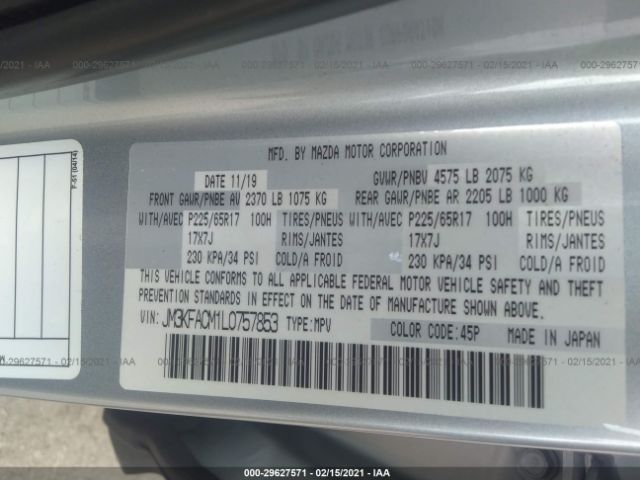 000-29627571 - 02/15/2021 - IAA
F-51 (04/14)
MFD. BY MAZDA MOTOR CORPORATION
DATE 11/19 GVWR/PNBV 4575 LB 2075 KG
FRONT GAWR/PNBE AV 2370 LB 1075 KG REAR GAWR/PNBE AR 2205 LB 1000 KG
WITH/AVEC P225/65R17 100H TIRES/PNEUS WITH/AVEC P225/65R17 100H TIRES/PNEUS
17X7J RIMS/JANTES 17X7J RIMS/JANTES
230 KPA/34 PSI COLD/A FROID 230 KPA/34 PSI COLD/A FROID
THIS VEHICLE CONFORMS TO ALL APPLICABLE FEDERAL MOTOR VEHICLE SAFETY AND THEFT
PREVENTION STANDARDS IN EFFECT ON THE DATE OF MANUFACTURE SHOWN ABOVE.
VIN: JM3KFACM1L0757853 TYPE:MPV COLOR CODE:45P MADE IN JAPAN
000-29627571 - 02/15/2021 - IAA